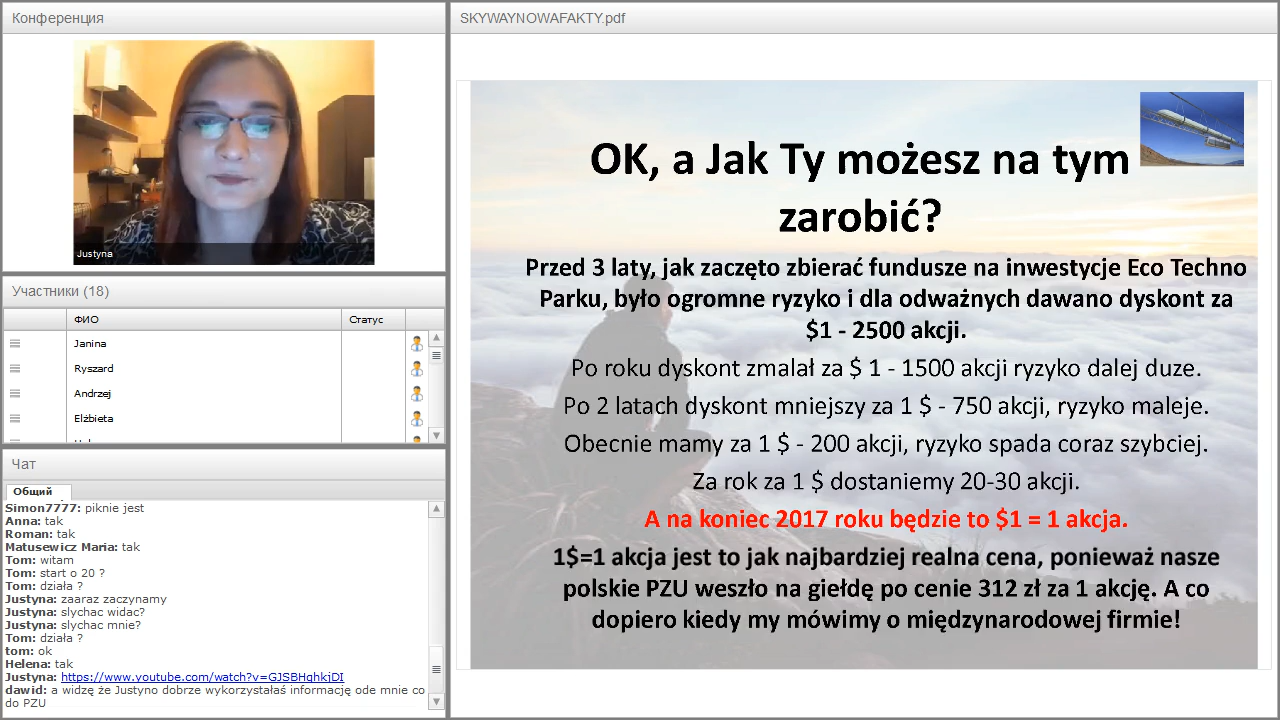 Конференция
Justyna
Участники (18)
ФИО
Статус
Janina
Ryszard
Andrzej
Elżbieta
Чат
Общий
Simon7777: piknie jest
Anna: tak
Roman: tak
Matusewicz Maria: tak
Tom: witam
Tom: start o 20 ?
Tom: działa ?
Justyna: zaaraz zaczynamy
Justyna: slychac widac?
Justyna: slychac mnie?
Tom: działa ?
tom: ok
Helena: tak
Justyna: https://www.youtube.com/watch?v=GJSBHghkjDI
dawid: a widzę że Justyno dobrze wykorzystałaś informację ode mnie co
do PZU
SKYWAYNOWAFAKTY.pdf
OK, a Jak Ty możesz na tym
zarobić?
Przed 3 laty, jak zaczęto zbierać fundusze na inwestycje Eco Techno
Parku, było ogromne ryzyko i dla odważnych dawano dyskont za
$1 - 2500 akcji.
Po roku dyskont zmalał za $ 1 - 1500 akcji ryzyko dalej duze.
Po 2 latach dyskont mniejszy za 1 $ - 750 akcji, ryzyko maleje.
Obecnie mamy za 1 $ - 200 akcji, ryzyko spada coraz szybciej.
Za rok za 1 $ dostaniemy 20-30 akcji.
A na koniec 2017 roku będzie to $1 = 1 akcja.
1$=1 akcja jest to jak najbardziej realna cena, ponieważ nasze
polskie PZU weszło na giełdę po cenie 312 zł za 1 akcję. A co
dopiero kiedy my mówimy o międzynarodowej firmie!